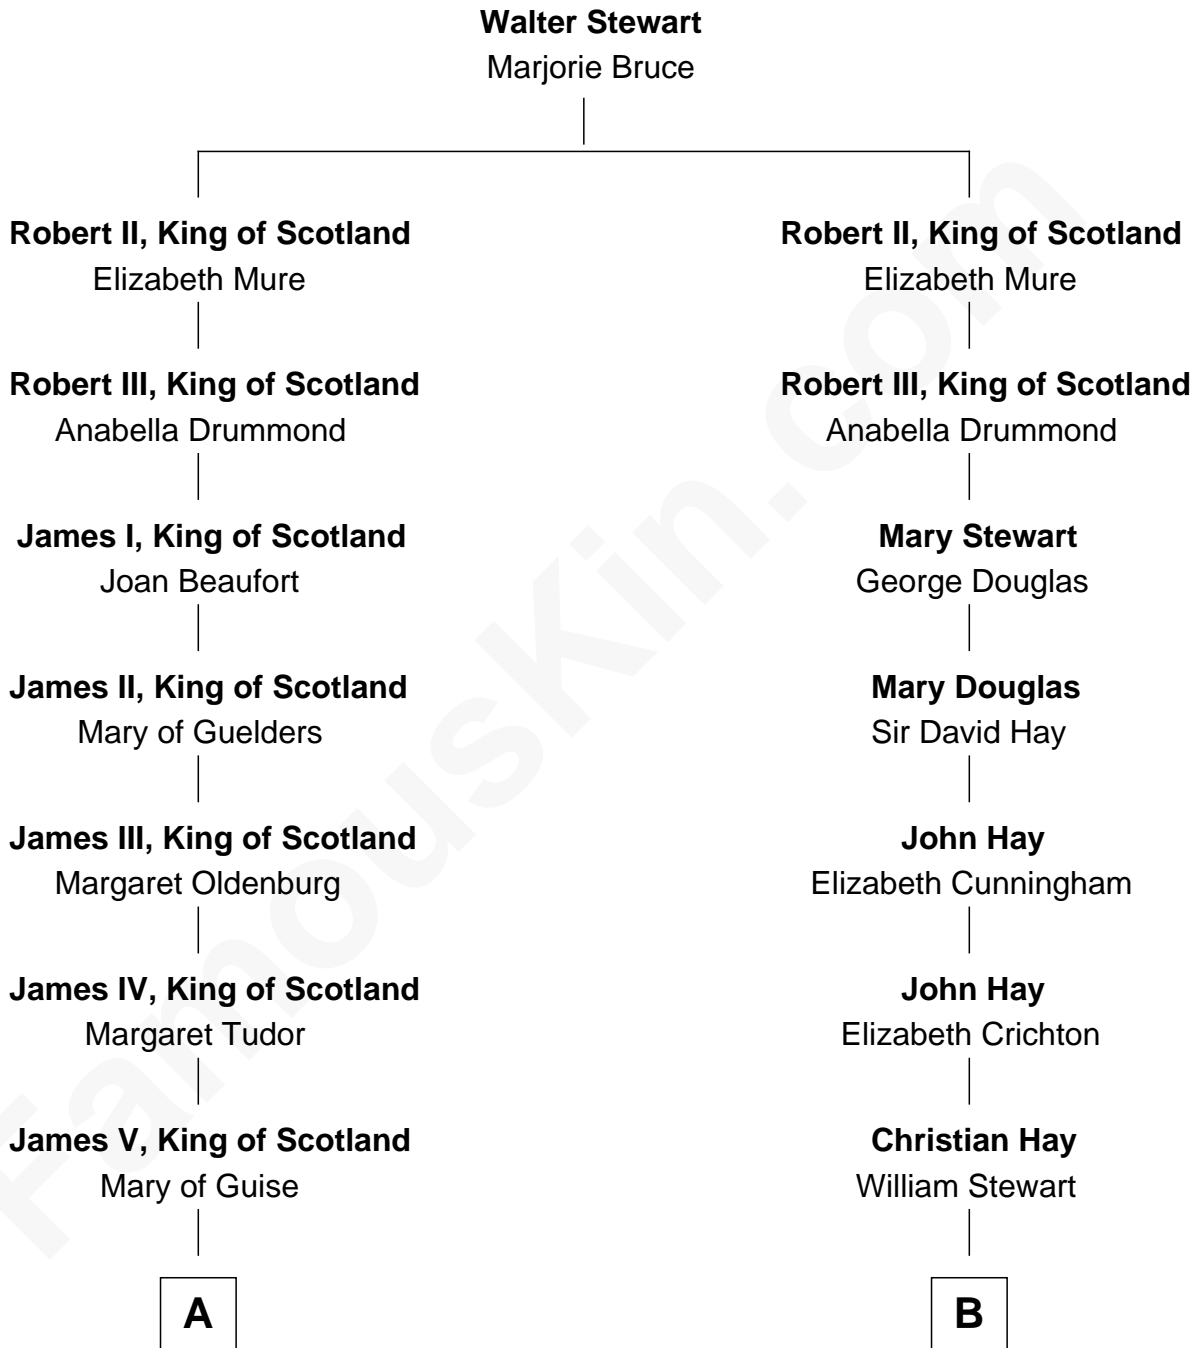 Walter Stewart
Marjorie Bruce
Robert II, King of Scotland
Elizabeth Mure
Robert III, King of Scotland
Anabella Drummond
James I, King of Scotland
Joan Beaufort
James II, King of Scotland
Mary of Guelders
James III, King of Scotland
Margaret Oldenburg
James IV, King of Scotland
Margaret Tudor
James V, King of Scotland
Mary of Guise
A
Robert II, King of Scotland
Elizabeth Mure
Robert III, King of Scotland
Anabella Drummond
Mary Stewart
George Douglas
Mary Douglas
Sir David Hay
John Hay
Elizabeth Cunningham
John Hay
Elizabeth Crichton
Christian Hay
William Stewart
B
FamousKin.com